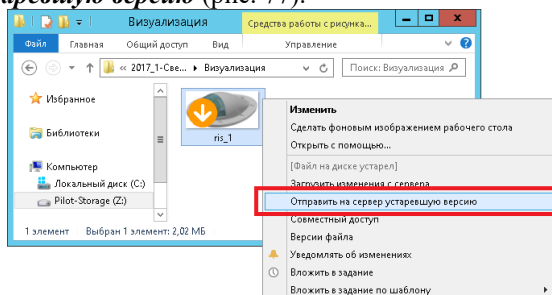 аревшую версию (рис. 77).
Визуализация
Средства работы с рисунка...
Файл
Главная
Общий доступ
Вид
Управление
« 2017_1-Све... ▸ Визуализация
Поиск: Визуализация
Избранное
Библиотеки
Компьютер
Локальный диск (C:)
Pilot-Storage (Z:)
ris_1
1 элемент
Выбран 1 элемент: 2,02 МБ
Изменить
Сделать фоновым изображением рабочего стола
Открыть с помощью...
[Файл на диске устарел]
Загрузить изменения с сервера
Отправить на сервер устаревшую версию
Совместный доступ
Версии файла
Уведомлять об изменениях
Вложить в задание
Вложить в задание по шаблону